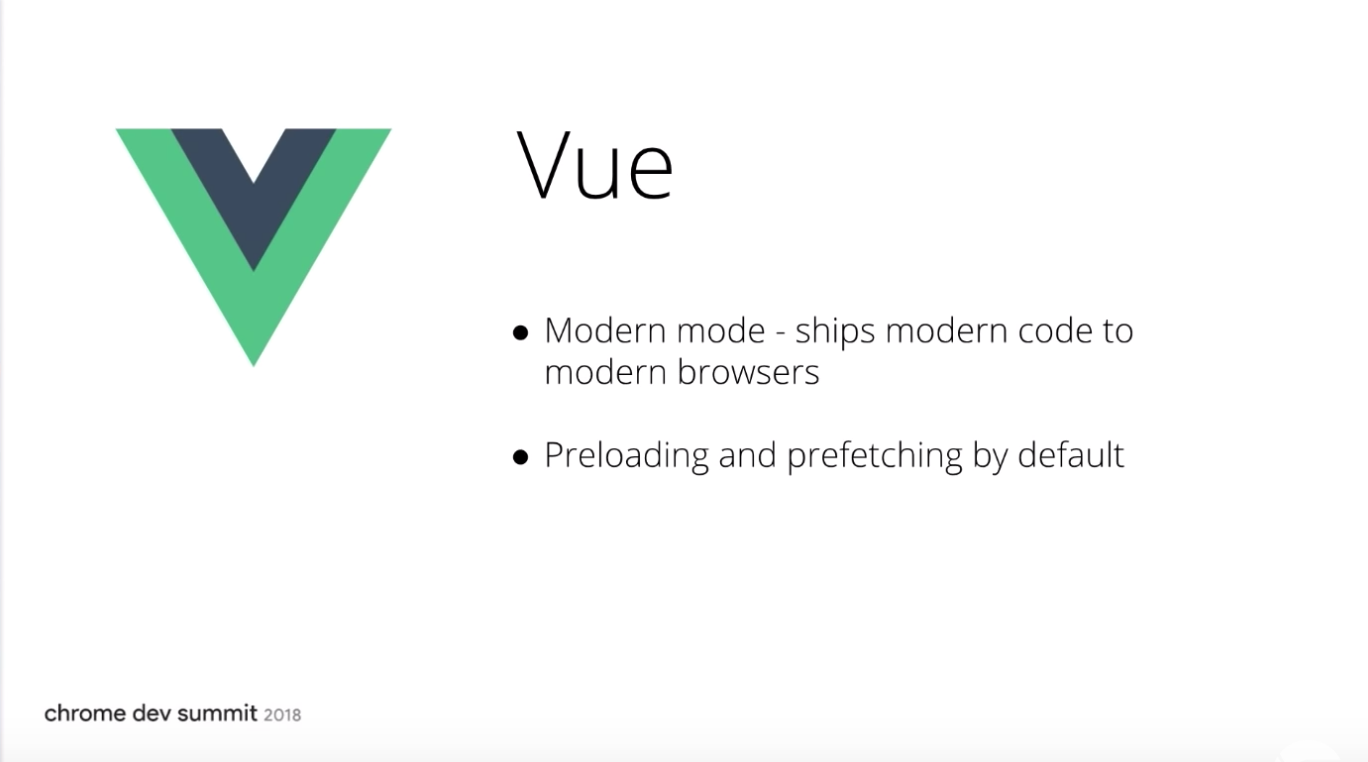 Vue
● Modern mode - ships modern code to
modern browsers
● Preloading and prefetching by default
chrome dev summit 2018